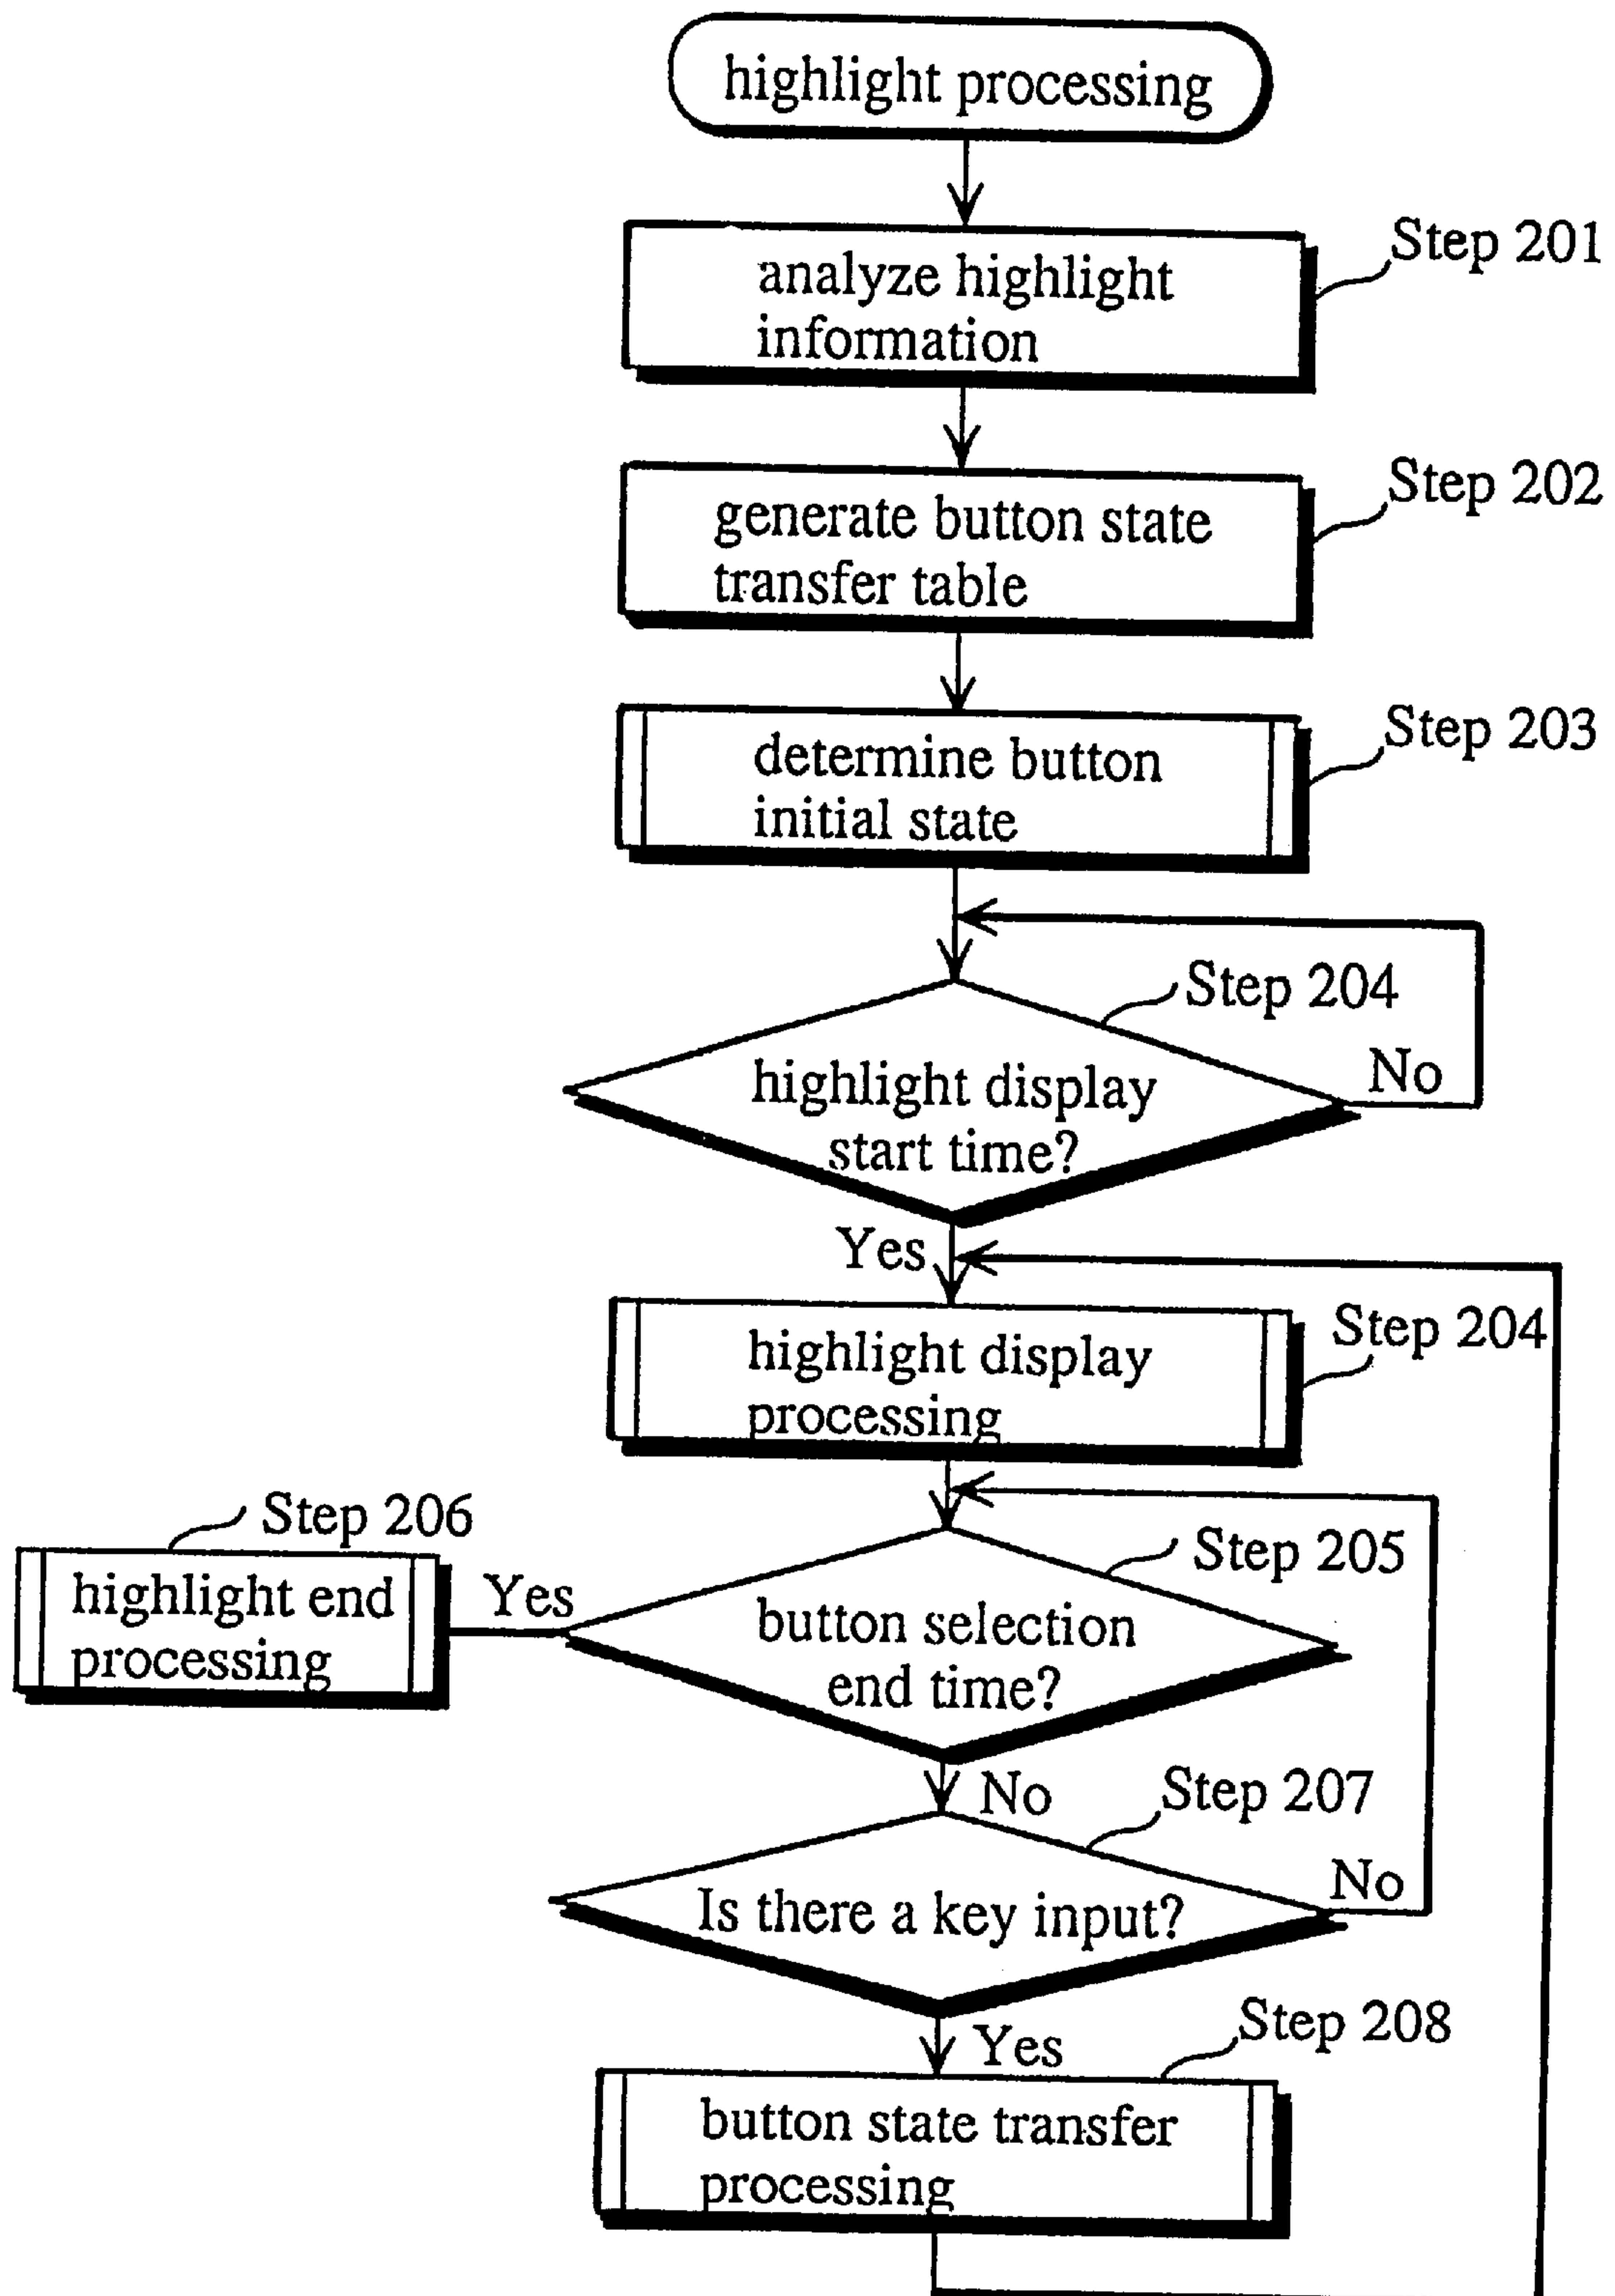 highlight processing
Step 201
analyze highlight
information
Step 202
generate button state
transfer table
Step 203
determine button
initial state
Step 204
No
highlight display
start time?
Yes
Step 204
highlight display
processing
Step 206
highlight end
processing
Yes
Step 205
button selection
end time?
No
Step 207
No
Is there a key input?
Yes
Step 208
button state transfer
processing